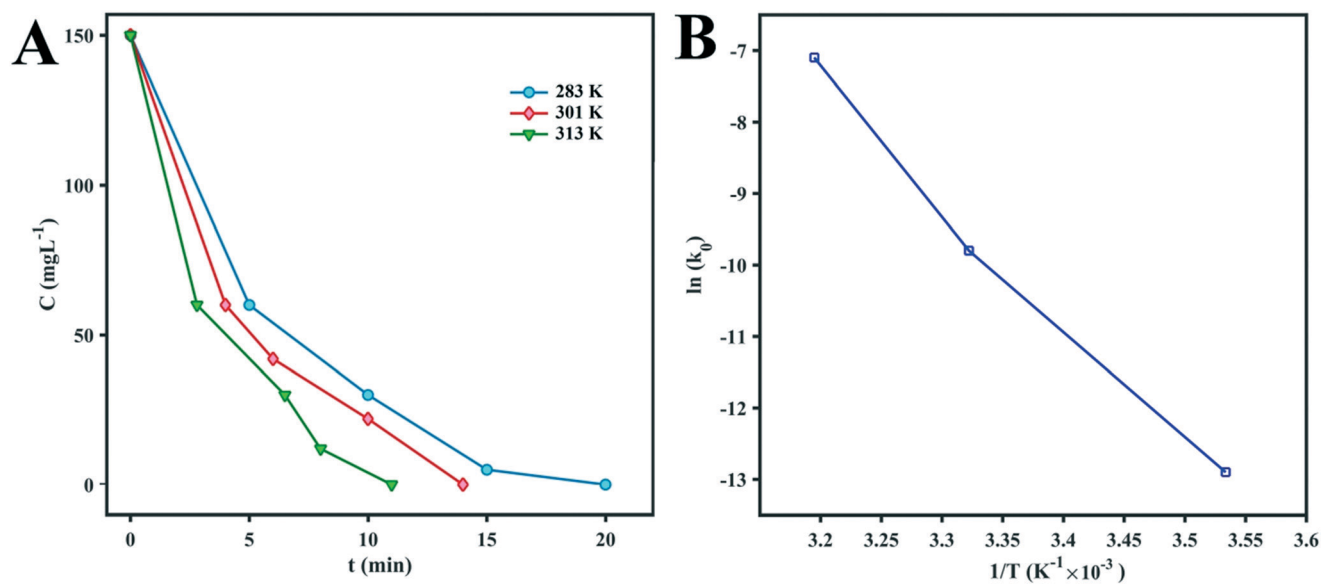 A
150
100
50
0
C (mgL⁻¹)
283 K
301 K
313 K
0 5 10 15 20
t (min)
B
-7
-8
-9
-10
-11
-12
-13
ln (k₀)
3.2 3.25 3.3 3.35 3.4 3.45 3.5 3.55 3.6
1/T (K⁻¹ ×10⁻³)